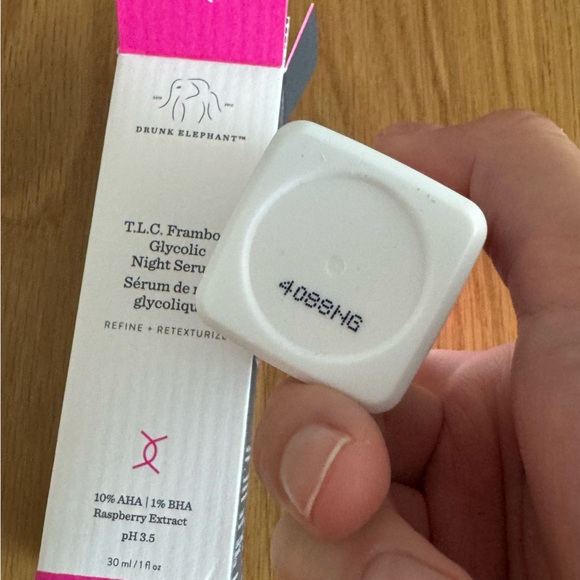 DRUNK ELEPHANT™
T.L.C. Frambo
Glycolic
Night Seru
Sérum de n
glycoliqu
REFINE + RETEXTURIZ
10% AHA | 1% BHA
Raspberry Extract
pH 3.5
30 ml / 1 fl oz
4088NG